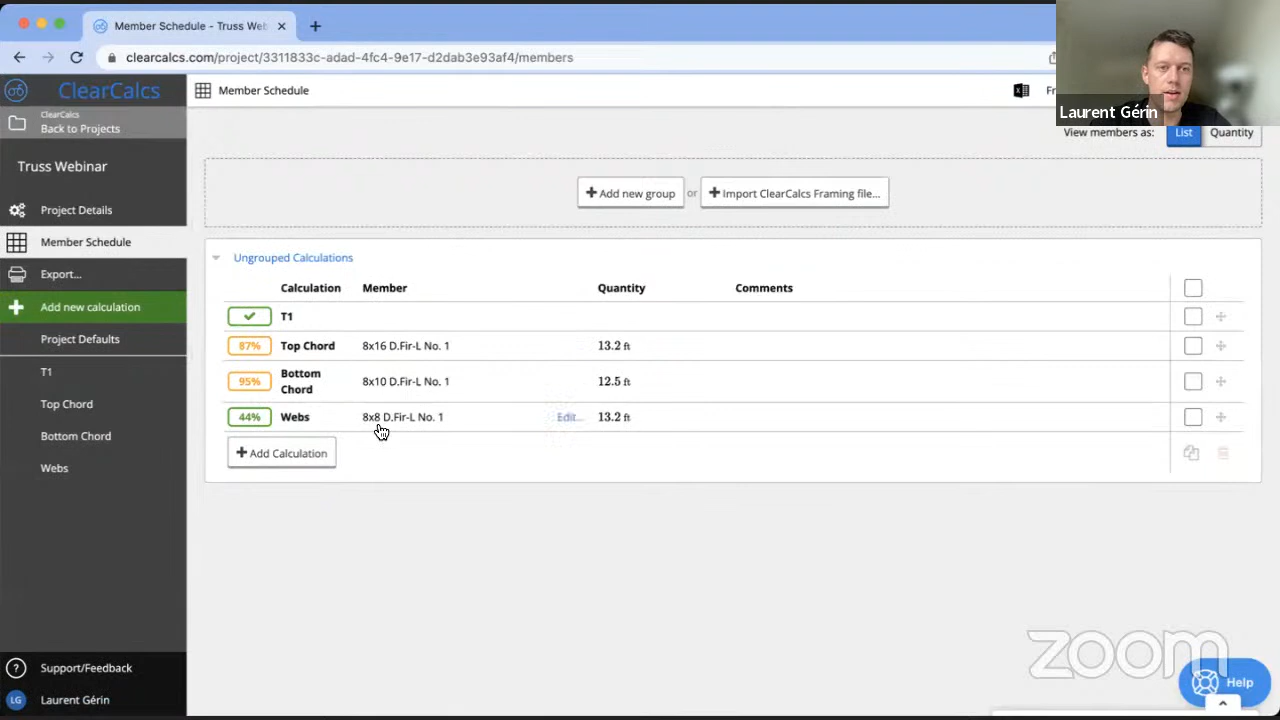 Member Schedule - Truss Web
clearcalcs.com/project/3311833c-adad-4fc4-9e17-d2dab3e93af4/members
ClearCalcs
ClearCalcs
Back to Projects
Truss Webinar
Project Details
Member Schedule
Export...
Add new calculation
Project Defaults
T1
Top Chord
Bottom Chord
Webs
Support/Feedback
LG Laurent Gérin
Member Schedule
Fr
Laurent Gérin
View members as: List Quantity
+ Add new group or + Import ClearCalcs Framing file...
Ungrouped Calculations
Calculation Member Quantity Comments
T1
87% Top Chord 8x16 D.Fir-L No. 1 13.2 ft
95% Bottom Chord 8x10 D.Fir-L No. 1 12.5 ft
44% Webs 8x8 D.Fir-L No. 1 Edit... 13.2 ft
+ Add Calculation
zoom
Help